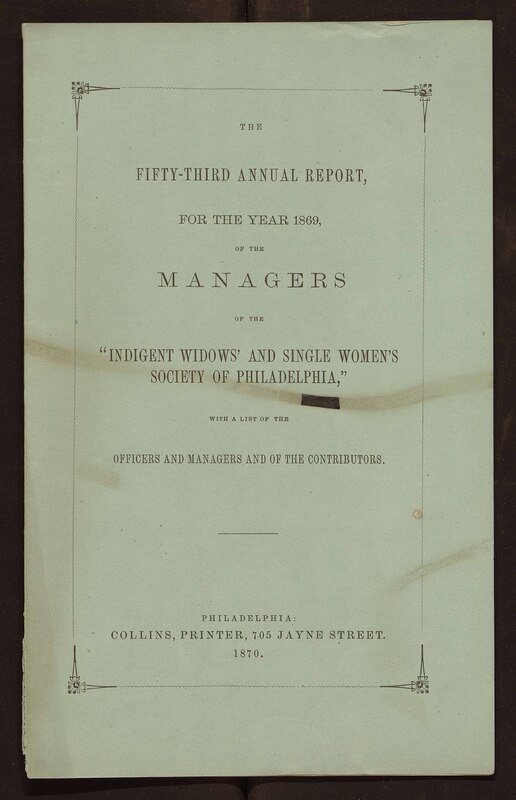 THE
FIFTY-THIRD ANNUAL REPORT,
FOR THE YEAR 1869,
OF THE
MANAGERS
OF THE
“INDIGENT WIDOWS’ AND SINGLE WOMEN’S
SOCIETY OF PHILADELPHIA,”
WITH A LIST OF THE
OFFICERS AND MANAGERS AND OF THE CONTRIBUTORS.
PHILADELPHIA:
COLLINS, PRINTER, 705 JAYNE STREET.
1870.